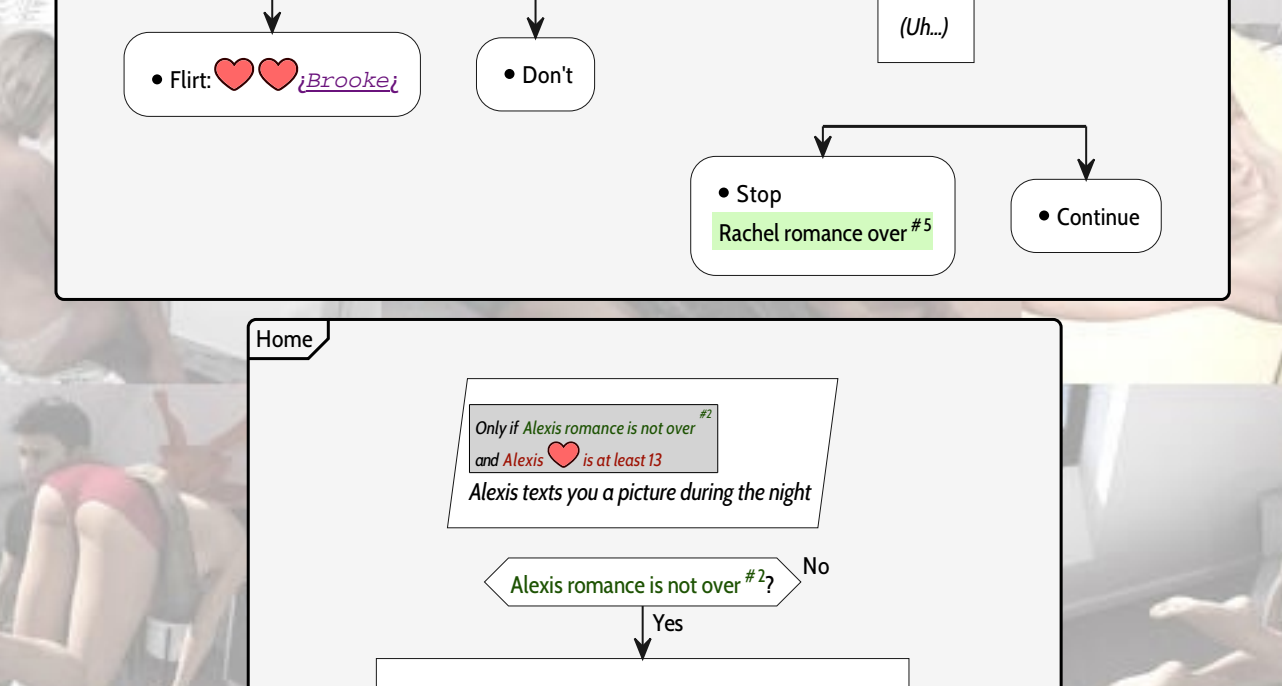 (Uh...)
• Flirt: ¿Brooke¿
• Don't
• Stop
Rachel romance over #5
• Continue
Home
Only if Alexis romance is not over #2
and Alexis is at least 13
Alexis texts you a picture during the night
Alexis romance is not over #2?
No
Yes